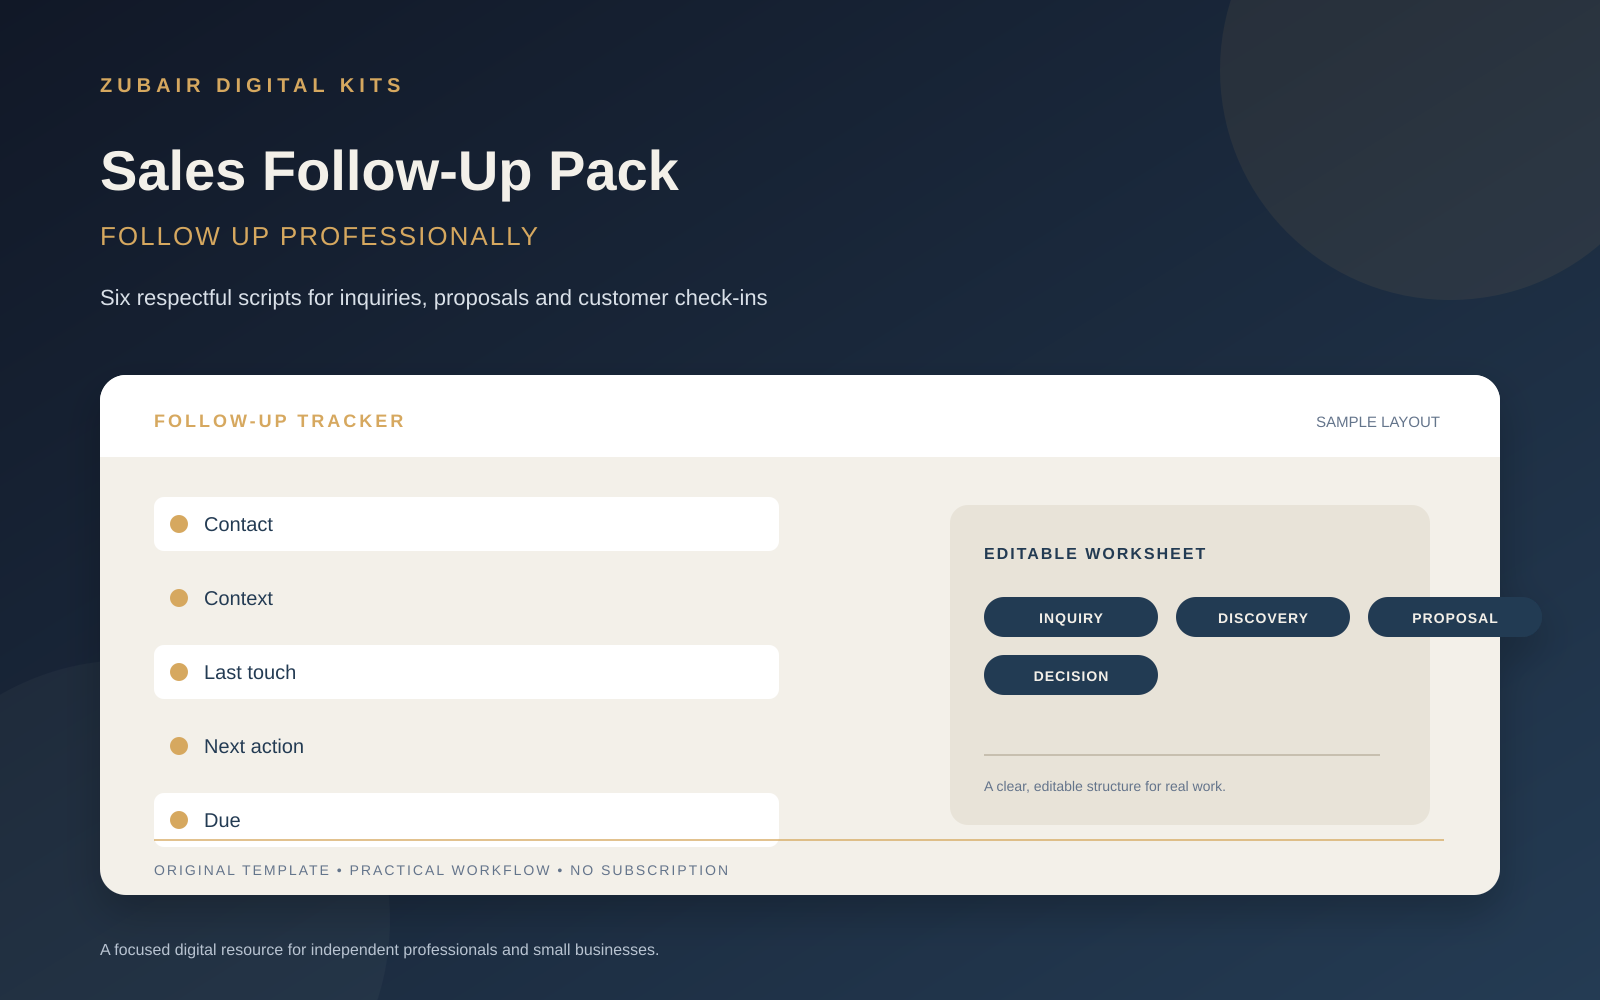 ZUBAIR DIGITAL KITS
Sales Follow-Up Pack
FOLLOW UP PROFESSIONALLY
Six respectful scripts for inquiries, proposals and customer check-ins
FOLLOW-UP TRACKER
SAMPLE LAYOUT
Contact
Context
Last touch
Next action
Due
EDITABLE WORKSHEET
INQUIRY
DISCOVERY
PROPOSAL
DECISION
A clear, editable structure for real work.
ORIGINAL TEMPLATE • PRACTICAL WORKFLOW • NO SUBSCRIPTION
A focused digital resource for independent professionals and small businesses.